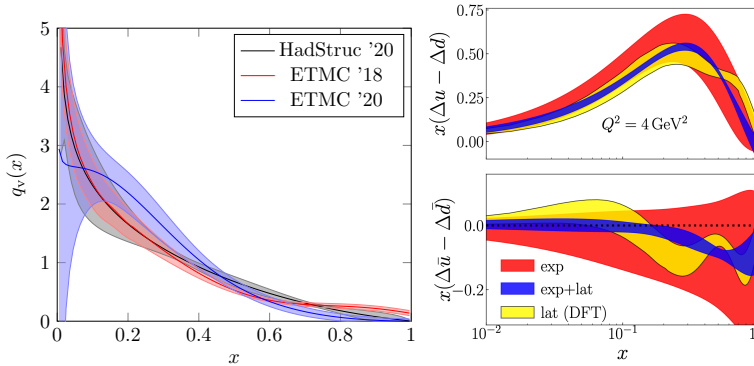 5
4
3
2
1
0
q_v(x)
0
0.2
0.4
0.6
0.8
1
x
HadStruc '20
ETMC '18
ETMC '20
0.75
0.50
0.25
0.00
x(Δu − Δd)
Q² = 4 GeV²
0.0
−0.2
x(Δū − Δd̄)
exp
exp+lat
lat (DFT)
10⁻²
10⁻¹
1
x